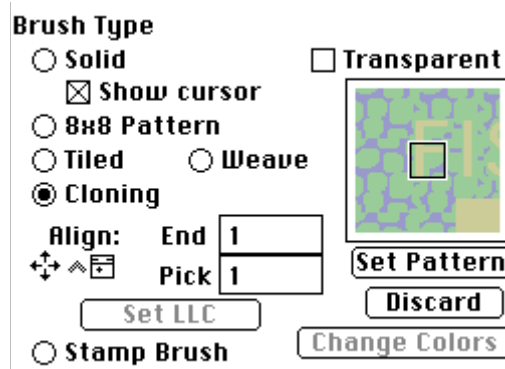 Brush Type
Solid
Transparent
Show cursor
8x8 Pattern
Tiled
Weave
Cloning
FIS
Align:
End 1
Pick 1
Set Pattern
Set LLC
Discard
Stamp Brush
Change Colors